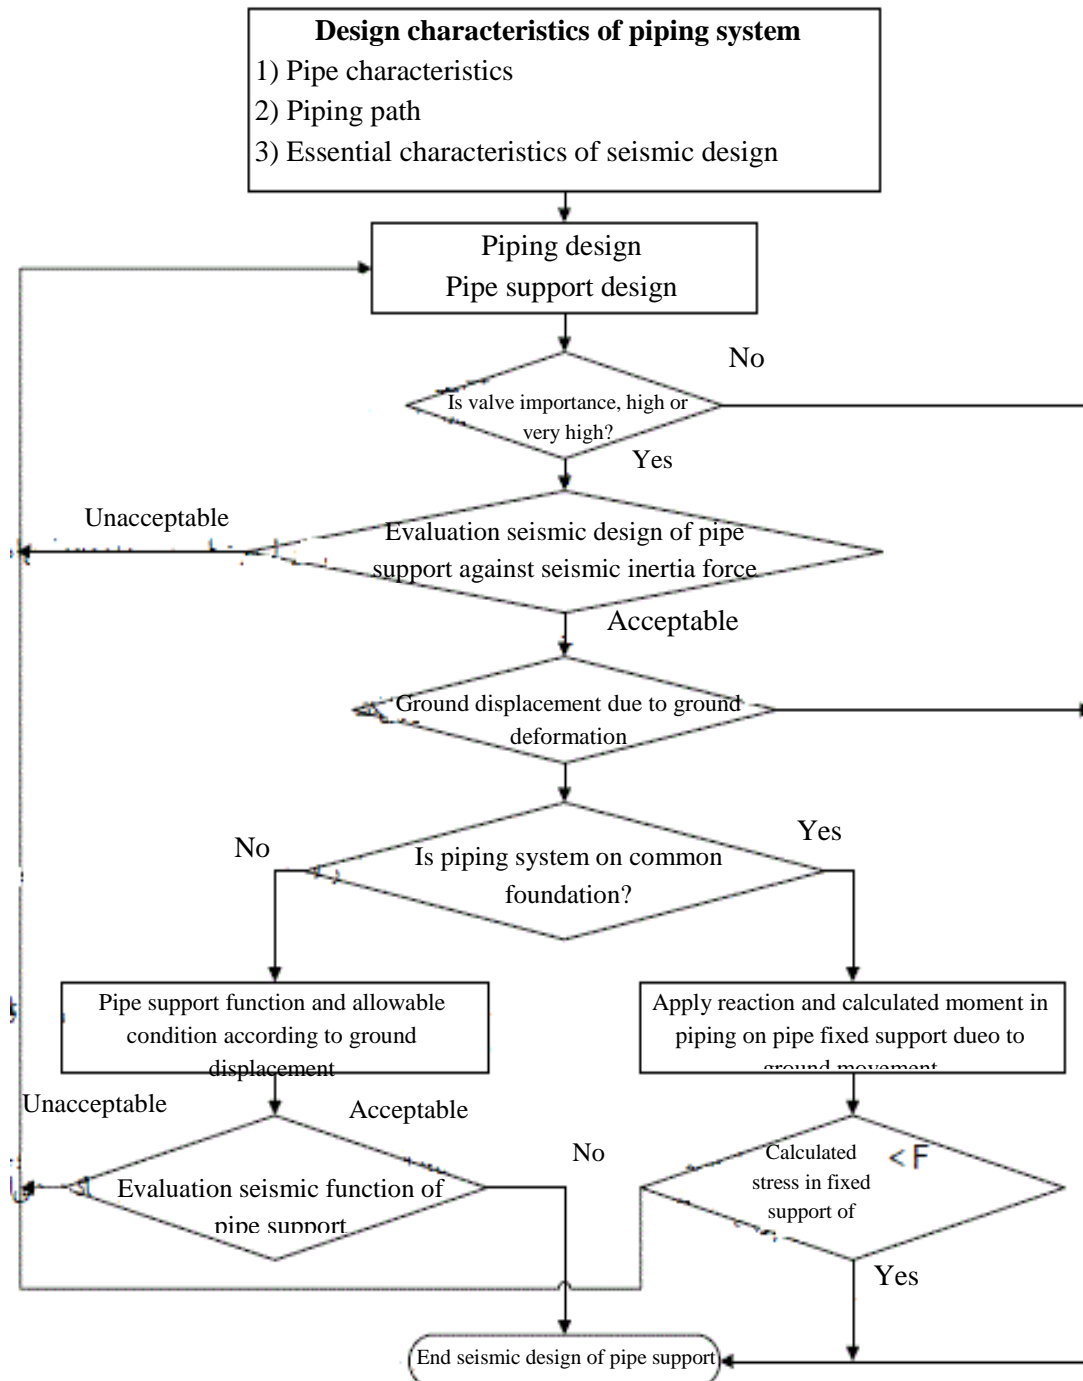 Design characteristics of piping system
1) Pipe characteristics
2) Piping path
3) Essential characteristics of seismic design
Piping design
Pipe support design
No
Is valve importance, high or
very high?
Yes
Unacceptable
Evaluation seismic design of pipe
support against seismic inertia force
Acceptable
Ground displacement due to ground
deformation
No
Yes
Is piping system on common
foundation?
Pipe support function and allowable
condition according to ground
displacement
Apply reaction and calculated moment in
piping on pipe fixed support dueo to
ground movement
Unacceptable
Acceptable
No
Calculated
<F
stress in fixed
support of
Evaluation seismic function of
pipe support
Yes
End seismic design of pipe support